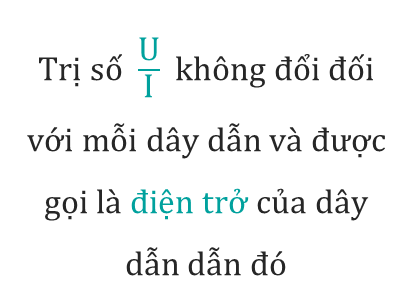 Trị số U/I không đổi đối
với mỗi dây dẫn và được
gọi là điện trở của dây
dẫn dẫn đó